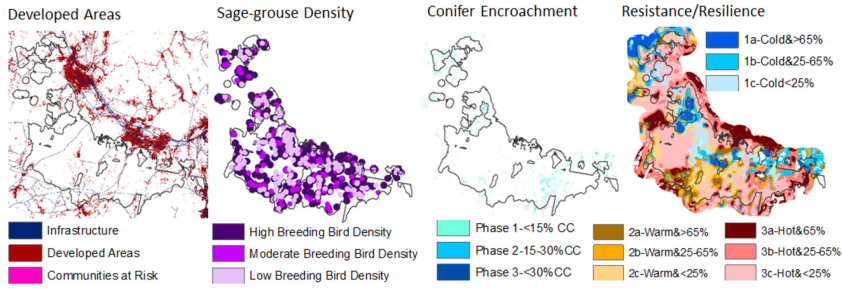 Developed Areas
Sage-grouse Density
Conifer Encroachment
Resistance/Resilience
1a-Cold&>65%
1b-Cold&25-65%
1c-Cold<25%
Infrastructure
Developed Areas
Communities at Risk
High Breeding Bird Density
Moderate Breeding Bird Density
Low Breeding Bird Density
Phase 1-<15% CC
Phase 2-15-30%CC
Phase 3-<30%CC
2a-Warm&>65%
2b-Warm&25-65%
2c-Warm&<25%
3a-Hot&65%
3b-Hot&25-65%
3c-Hot&<25%